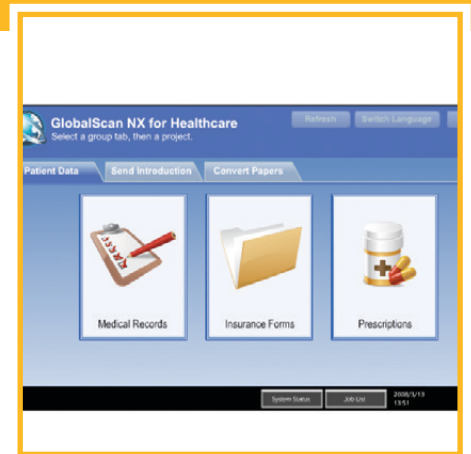 GlobalScan NX for Healthcare
Select a group tab, then a project.
Refresh
Switch Language
Patient Data
Send Introduction
Convert Papers
Medical Records
Insurance Forms
Prescriptions
System Status
Job List
2008/3/13
13:51